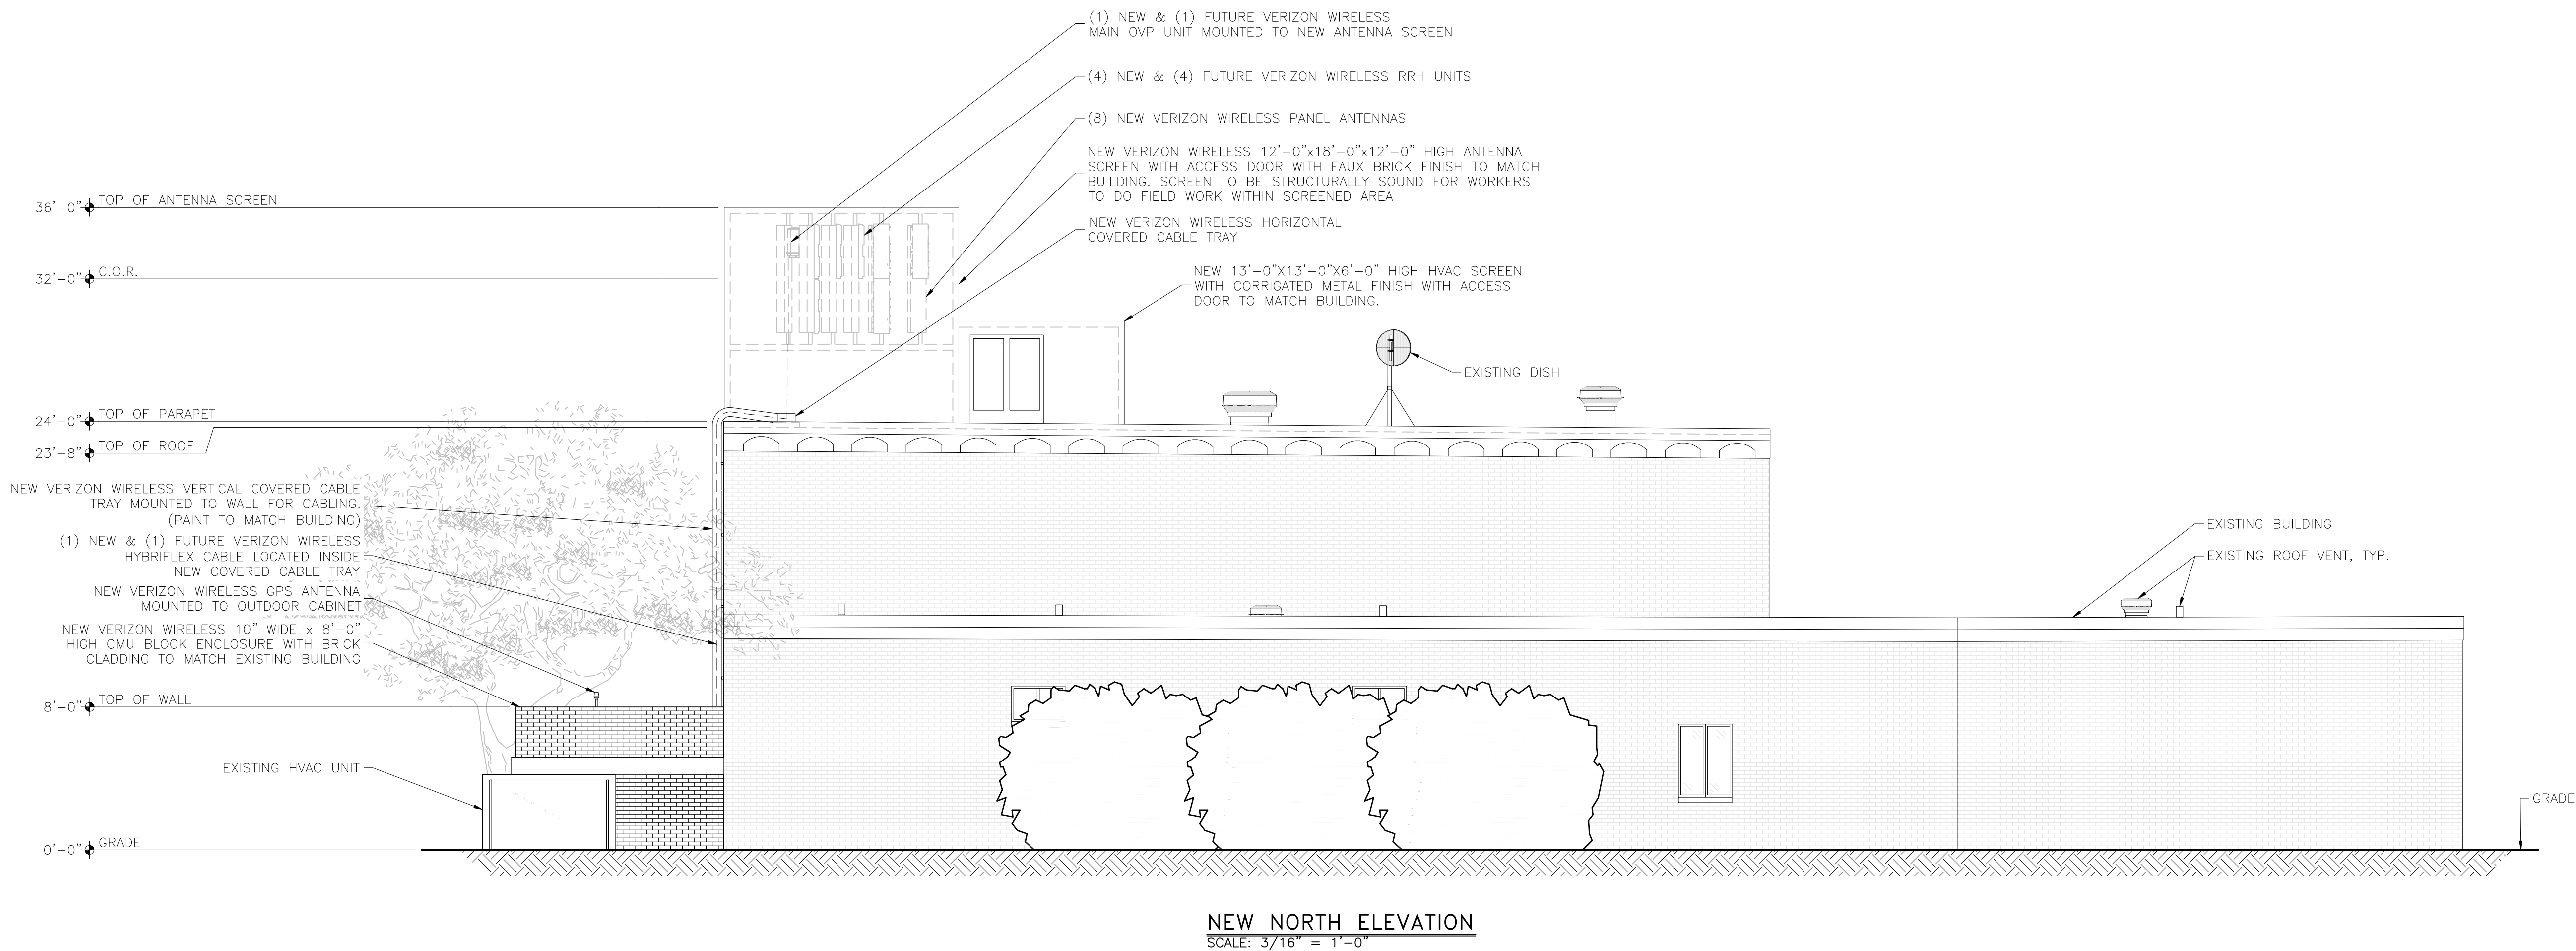 (1) NEW & (1) FUTURE VERIZON WIRELESS
MAIN OVP UNIT MOUNTED TO NEW ANTENNA SCREEN
(4) NEW & (4) FUTURE VERIZON WIRELESS RRH UNITS
(8) NEW VERIZON WIRELESS PANEL ANTENNAS
NEW VERIZON WIRELESS 12'-0"x18'-0"x12'-0" HIGH ANTENNA
SCREEN WITH ACCESS DOOR WITH FAUX BRICK FINISH TO MATCH
BUILDING. SCREEN TO BE STRUCTURALLY SOUND FOR WORKERS
TO DO FIELD WORK WITHIN SCREENED AREA
NEW VERIZON WIRELESS HORIZONTAL
COVERED CABLE TRAY
NEW 13'-0"X13'-0"X6'-0" HIGH HVAC SCREEN
WITH CORRIGATED METAL FINISH WITH ACCESS
DOOR TO MATCH BUILDING.
EXISTING DISH
36'-0" TOP OF ANTENNA SCREEN
32'-0" C.O.R.
24'-0" TOP OF PARAPET
23'-8" TOP OF ROOF
NEW VERIZON WIRELESS VERTICAL COVERED CABLE
TRAY MOUNTED TO WALL FOR CABLING.
(PAINT TO MATCH BUILDING)
(1) NEW & (1) FUTURE VERIZON WIRELESS
HYBRIFLEX CABLE LOCATED INSIDE
NEW COVERED CABLE TRAY
NEW VERIZON WIRELESS GPS ANTENNA
MOUNTED TO OUTDOOR CABINET
NEW VERIZON WIRELESS 10" WIDE x 8'-0"
HIGH CMU BLOCK ENCLOSURE WITH BRICK
CLADDING TO MATCH EXISTING BUILDING
8'-0" TOP OF WALL
EXISTING HVAC UNIT
0'-0" GRADE
EXISTING BUILDING
EXISTING ROOF VENT, TYP.
GRADE
NEW NORTH ELEVATION
SCALE: 3/16" = 1'-0"